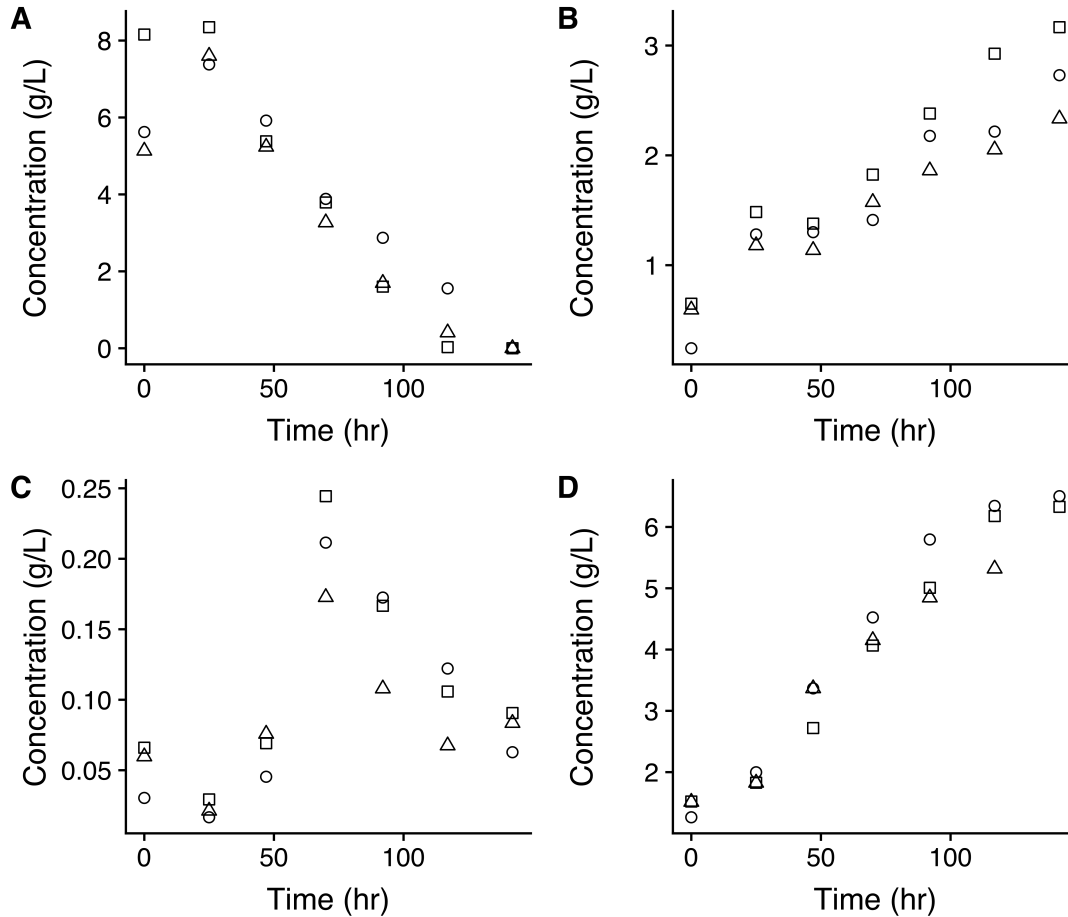 A
Concentration (g/L)
8
6
4
2
0
0 50 100
Time (hr)
B
Concentration (g/L)
3
2
1
0 50 100
Time (hr)
C
Concentration (g/L)
0.25
0.20
0.15
0.10
0.05
0 50 100
Time (hr)
D
Concentration (g/L)
6
5
4
3
2
0 50 100
Time (hr)